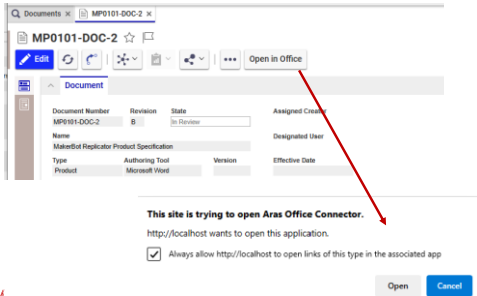 Documents × MP0101-DOC-2 ×
MP0101-DOC-2
Edit Open in Office
Document
Document Number Revision State Assigned Creator
MP0101-DOC-2 B In Review
Name Designated User
MakerBot Replicator Product Specification
Type Authoring Tool Version Effective Date
Product Microsoft Word
This site is trying to open Aras Office Connector.
http://localhost wants to open this application.
Always allow http://localhost to open links of this type in the associated app
Open Cancel